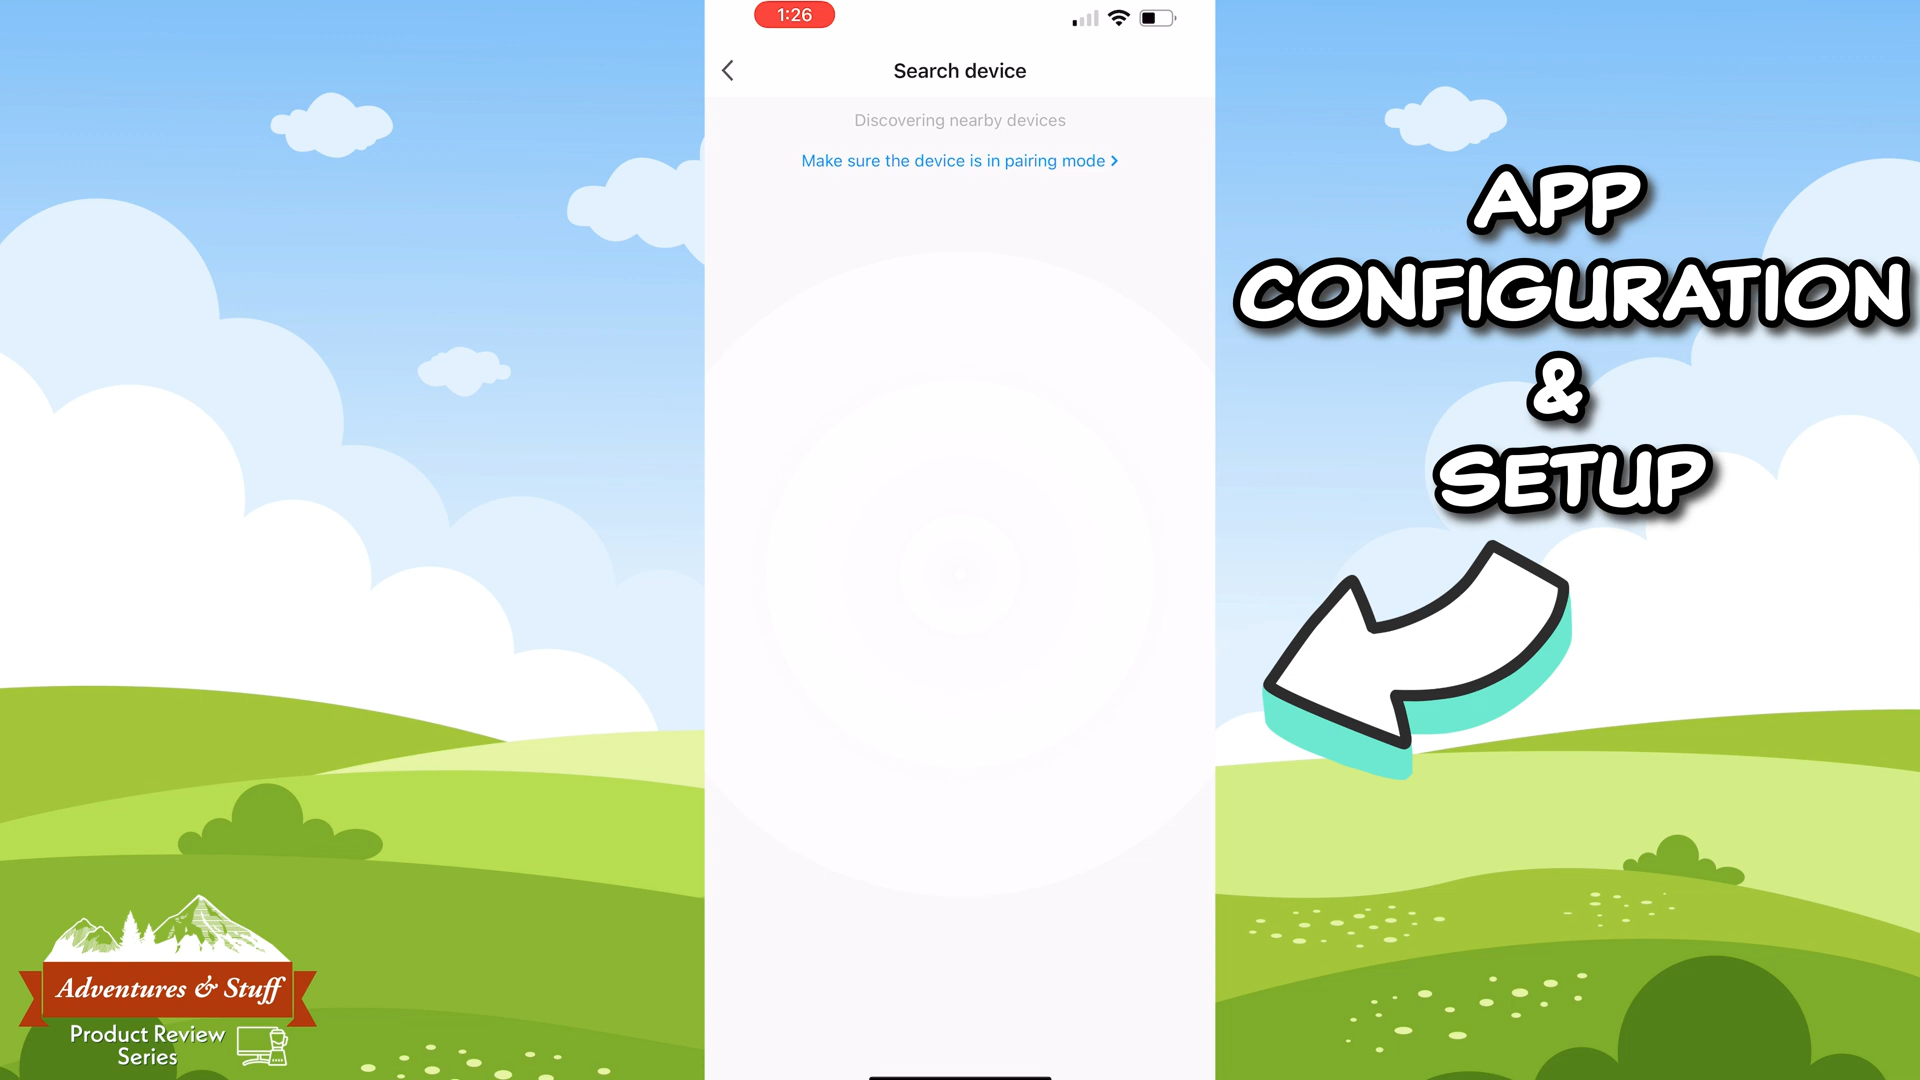 1:26
Search device
Discovering nearby devices
Make sure the device is in pairing mode >
APP
CONFIGURATION
&
SETUP
Adventures & Stuff
Product Review
Series